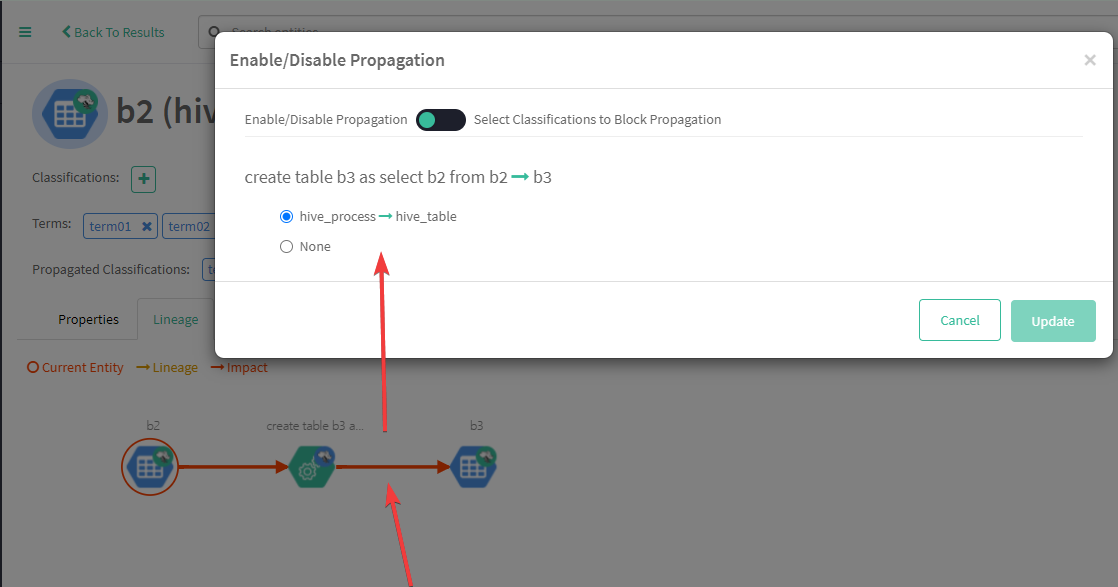 Back To Results
Search entities
Enable/Disable Propagation
×
b2 (hiv
Enable/Disable Propagation Select Classifications to Block Propagation
create table b3 as select b2 from b2 → b3
Classifications: +
hive_process → hive_table
Terms: term01 × term02
None
Propagated Classifications:
Properties Lineage
Cancel Update
Current Entity → Lineage → Impact
b2 create table b3 a... b3